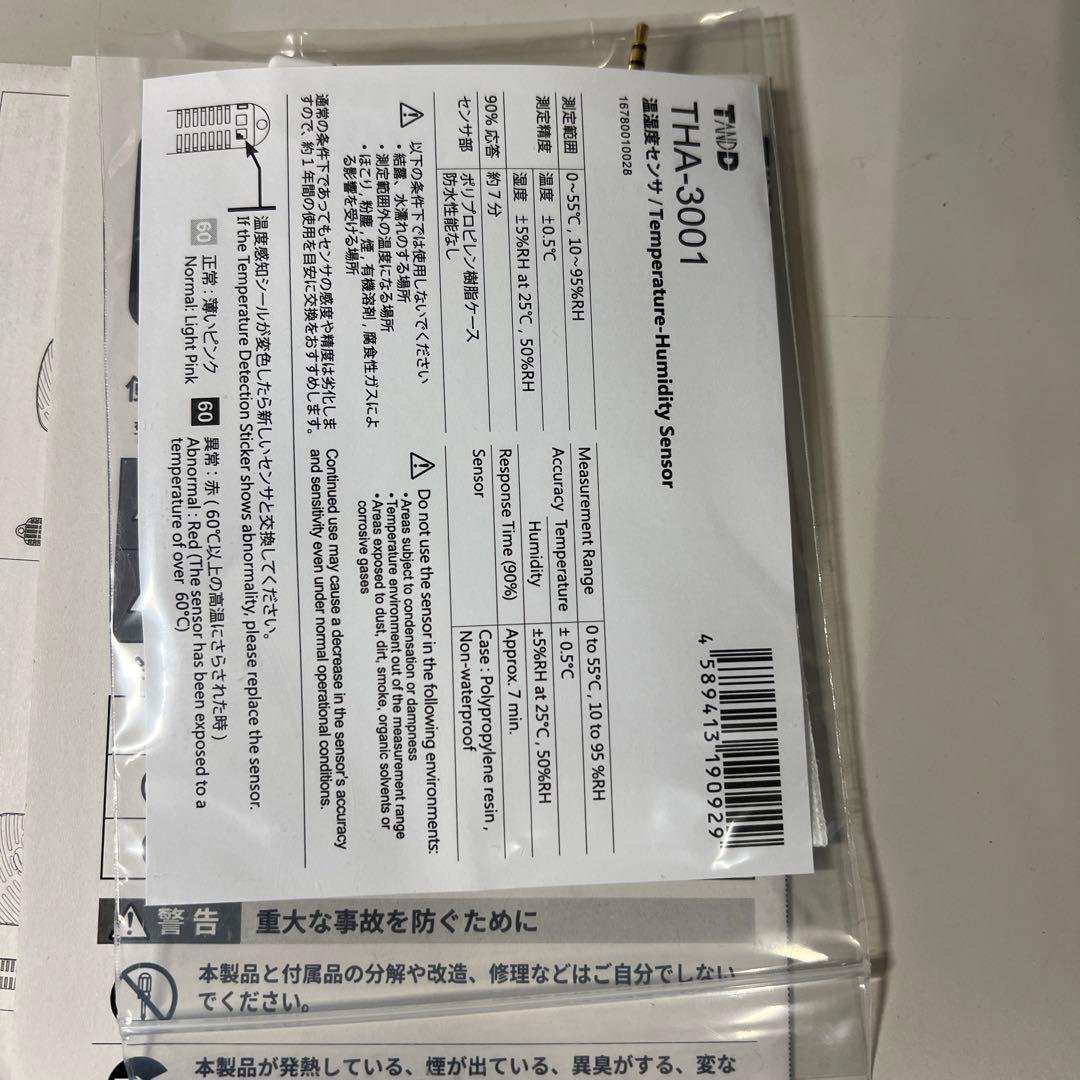 TAND D
THA-3001
温湿度センサ / Temperature-Humidity Sensor
16780010028
4 589413 190929
測定範囲 0~55℃ , 10~95%RH
測定精度 温度 ±0.5℃
湿度 ±5%RH at 25℃ , 50%RH
90% 応答 約 7 分
センサ部 ポリプロピレン樹脂ケース
防水性能なし
Measurement Range 0 to 55°C , 10 to 95 %RH
Accuracy Temperature ± 0.5°C
Humidity ±5%RH at 25°C , 50%RH
Response Time (90%) Approx. 7 min.
Sensor Case : Polypropylene resin ,
Non-waterproof
以下の条件下では使用しないでください
・結露、水濡れのする場所
・測定範囲外の温度になる場所
・ほこり , 粉塵 , 煙 , 有機溶剤 , 腐食性ガスによ
る影響を受ける場所
Do not use the sensor in the following environments:
•Areas subject to condensation or dampness
•Temperature environment out of the measurement range
•Areas exposed to dust, dirt, smoke, organic solvents or
corrosive gases
通常の条件下であってもセンサの感度や精度は劣化しま
すので、約 1 年間の使用を目安に交換をおすすめします。
Continued use may cause a decrease in the sensor's accuracy
and sensitivity even under normal operational conditions.
温度感知シールが変色したら新しいセンサと交換してください。
If the Temperature Detection Sticker shows abnormality, please replace the sensor.
60 正常 : 薄いピンク
Normal: Light Pink
60 異常 : 赤 ( 60℃以上の高温にさらされた時 )
Abnormal : Red (The sensor has been exposed to a
temperature of over 60°C)
警告 重大な事故を防ぐために
本製品と付属品の分解や改造、修理などはご自分でしない
でください。
本製品が発熱している、煙が出ている、異臭がする、変な